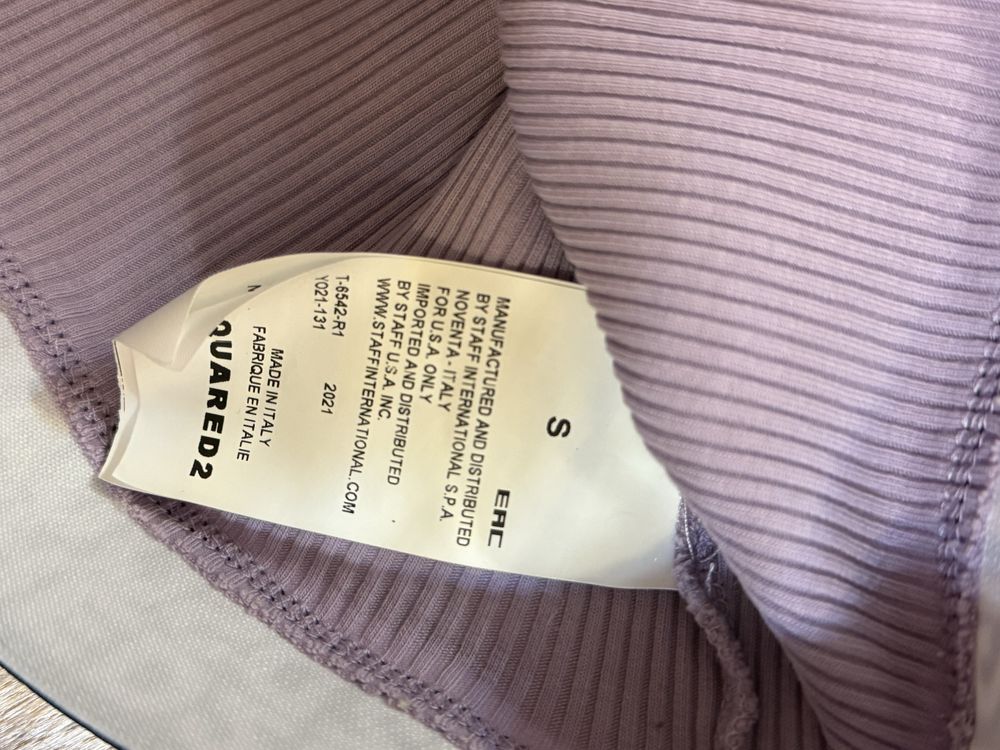 S
EAC
MANUFACTURED AND DISTRIBUTED
BY STAFF INTERNATIONAL S.P.A.
NOVENTA - ITALY
FOR U.S.A. ONLY
IMPORTED AND DISTRIBUTED
BY STAFF U.S.A. INC.
WWW.STAFFINTERNATIONAL.COM
T-6542-R1
Y021-131 2021
MADE IN ITALY
FABRIQUE EN ITALIE
QUARED2